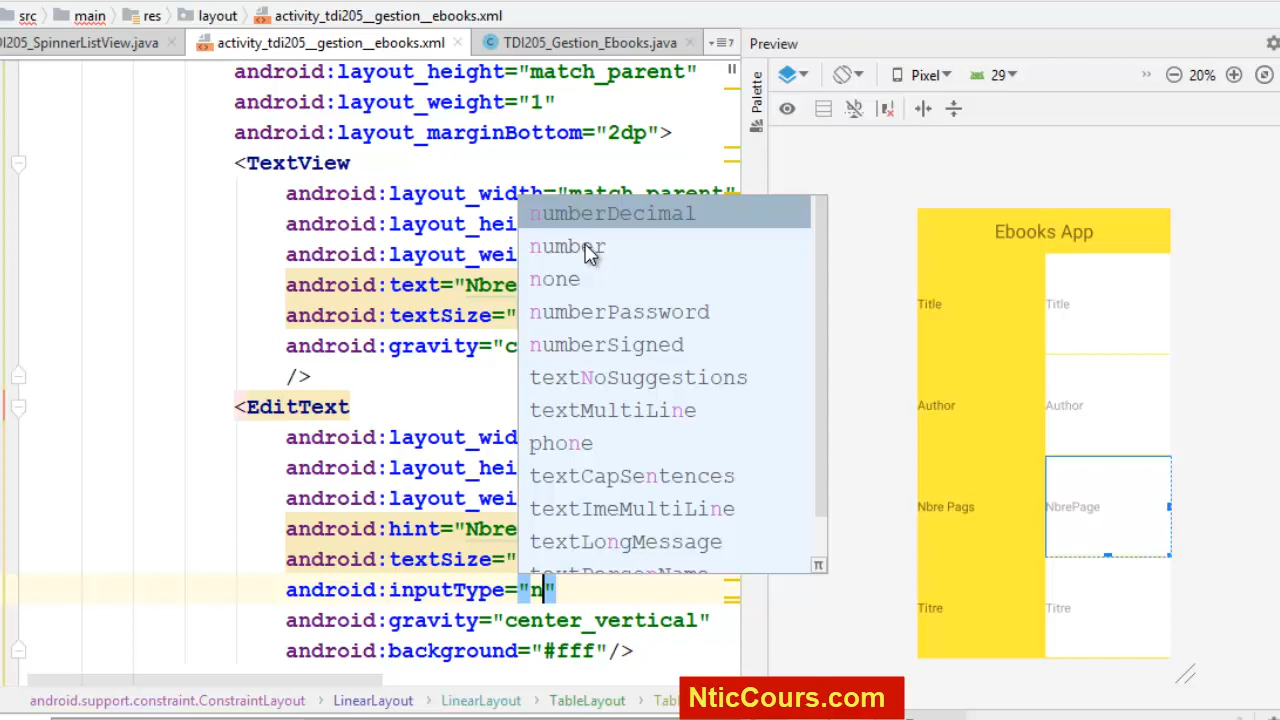 src main res layout activity_tdi205__gestion__ebooks.xml
DI205_SpinnerListView.java activity_tdi205__gestion__ebooks.xml TDI205_Gestion_Ebooks.java Preview
android:layout_height="match_parent"
android:layout_weight="1"
android:layout_marginBottom="2dp">
<TextView
android:layout_width="match_parent"
android:layout_hei
android:layout_wei
android:text="Nbre
android:textSize="
android:gravity="c
/>
<EditText
android:layout_wid
android:layout_hei
android:layout_wei
android:hint="Nbre
android:textSize="
android:inputType="n"
android:gravity="center_vertical"
android:background="#fff"/>
numberDecimal
number
none
numberPassword
numberSigned
textNoSuggestions
textMultiLine
phone
textCapSentences
textImeMultiLine
textLongMessage
textPersonName
π
Palette
Pixel 29 20%
Ebooks App
Title Title
Author Author
Nbre Pags NbrePage
Titre Titre
android.support.constraint.ConstraintLayout LinearLayout LinearLayout TableLayout Tabl
NticCours.com